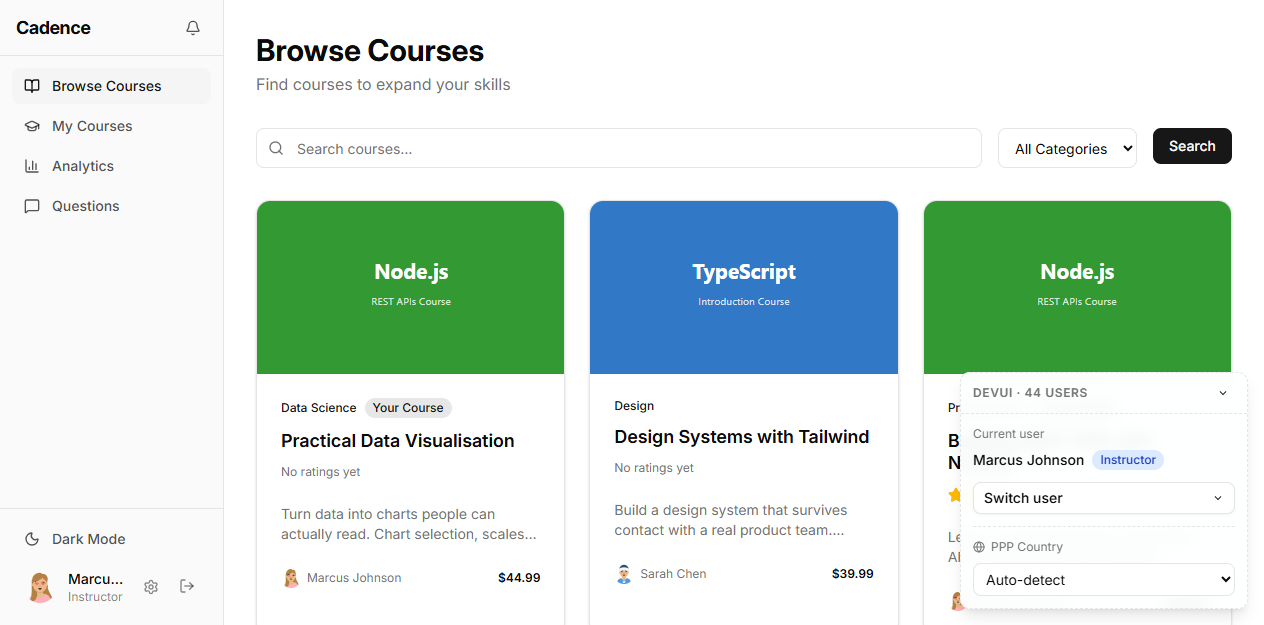 Cadence
Browse Courses
My Courses
Analytics
Questions
Dark Mode
Marcu...
Instructor
Browse Courses
Find courses to expand your skills
Search courses...
All Categories
Search
Node.js
REST APIs Course
Data Science
Your Course
Practical Data Visualisation
No ratings yet
Turn data into charts people can
actually read. Chart selection, scales...
Marcus Johnson
$44.99
TypeScript
Introduction Course
Design
Design Systems with Tailwind
No ratings yet
Build a design system that survives
contact with a real product team....
Sarah Chen
$39.99
Node.js
REST APIs Course
DEVUI · 44 USERS
Current user
Marcus Johnson
Instructor
Switch user
PPP Country
Auto-detect